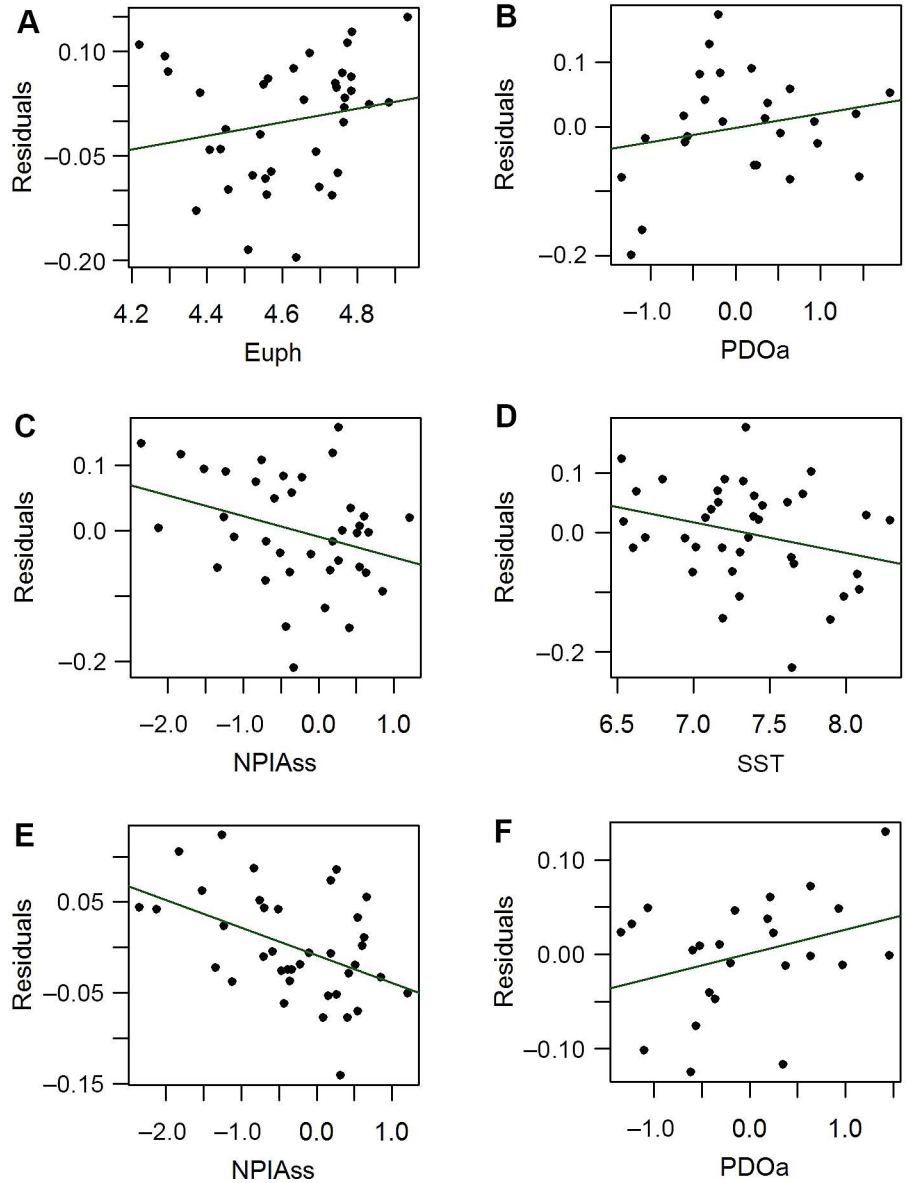 A
Residuals
0.10
−0.05
−0.20
4.2 4.4 4.6 4.8
Euph
B
Residuals
0.1
0.0
−0.2
−1.0 0.0 1.0
PDOa
C
Residuals
0.1
0.0
−0.2
−2.0 −1.0 0.0 1.0
NPIAss
D
Residuals
0.1
0.0
−0.2
6.5 7.0 7.5 8.0
SST
E
Residuals
0.05
−0.05
−0.15
−2.0 −1.0 0.0 1.0
NPIAss
F
Residuals
0.10
0.00
−0.10
−1.0 0.0 1.0
PDOa